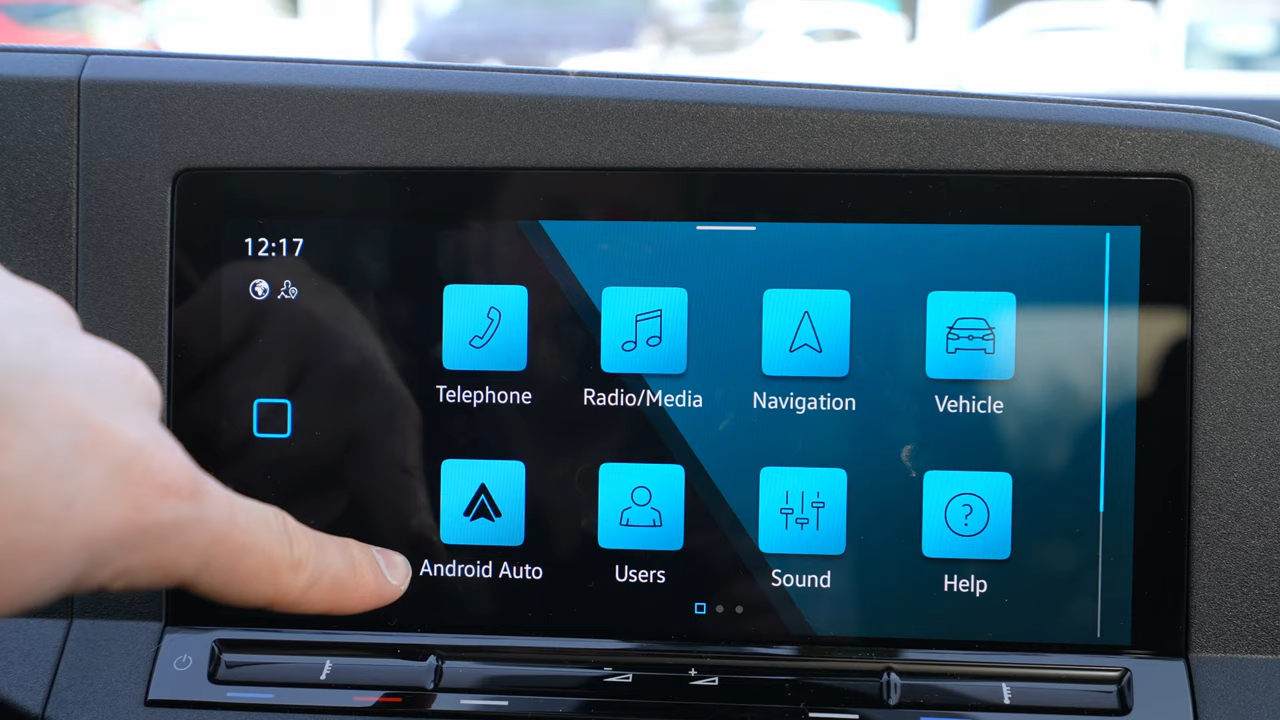 12:17
Telephone
Radio/Media
Navigation
Vehicle
Android Auto
Users
Sound
?
Help
- +